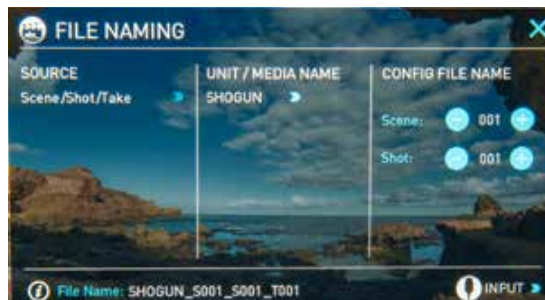 FILE NAMING
SOURCE
Scene/Shot/Take
UNIT / MEDIA NAME
SHOGUN
CONFIG FILE NAME
Scene: 001
Shot: 001
File Name: SHOGUN_S001_S001_T001
INPUT